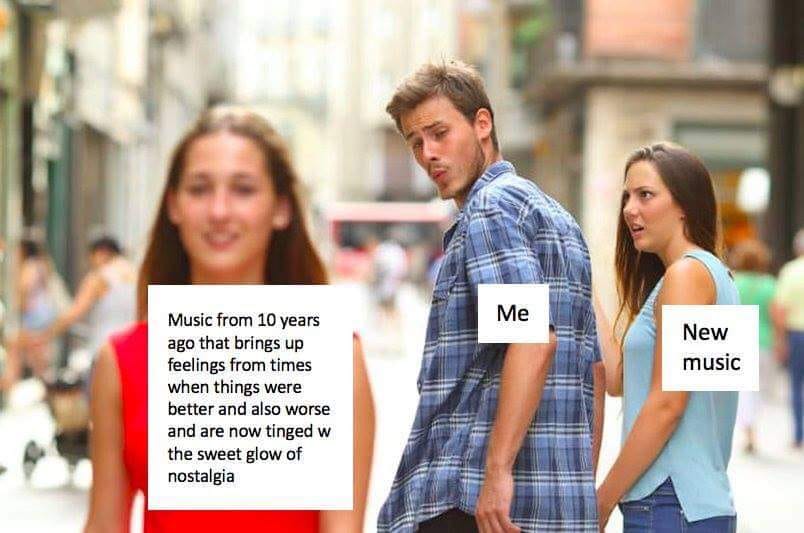 Music from 10 years
ago that brings up
feelings from times
when things were
better and also worse
and are now tinged w
the sweet glow of
nostalgia
Me
New
music